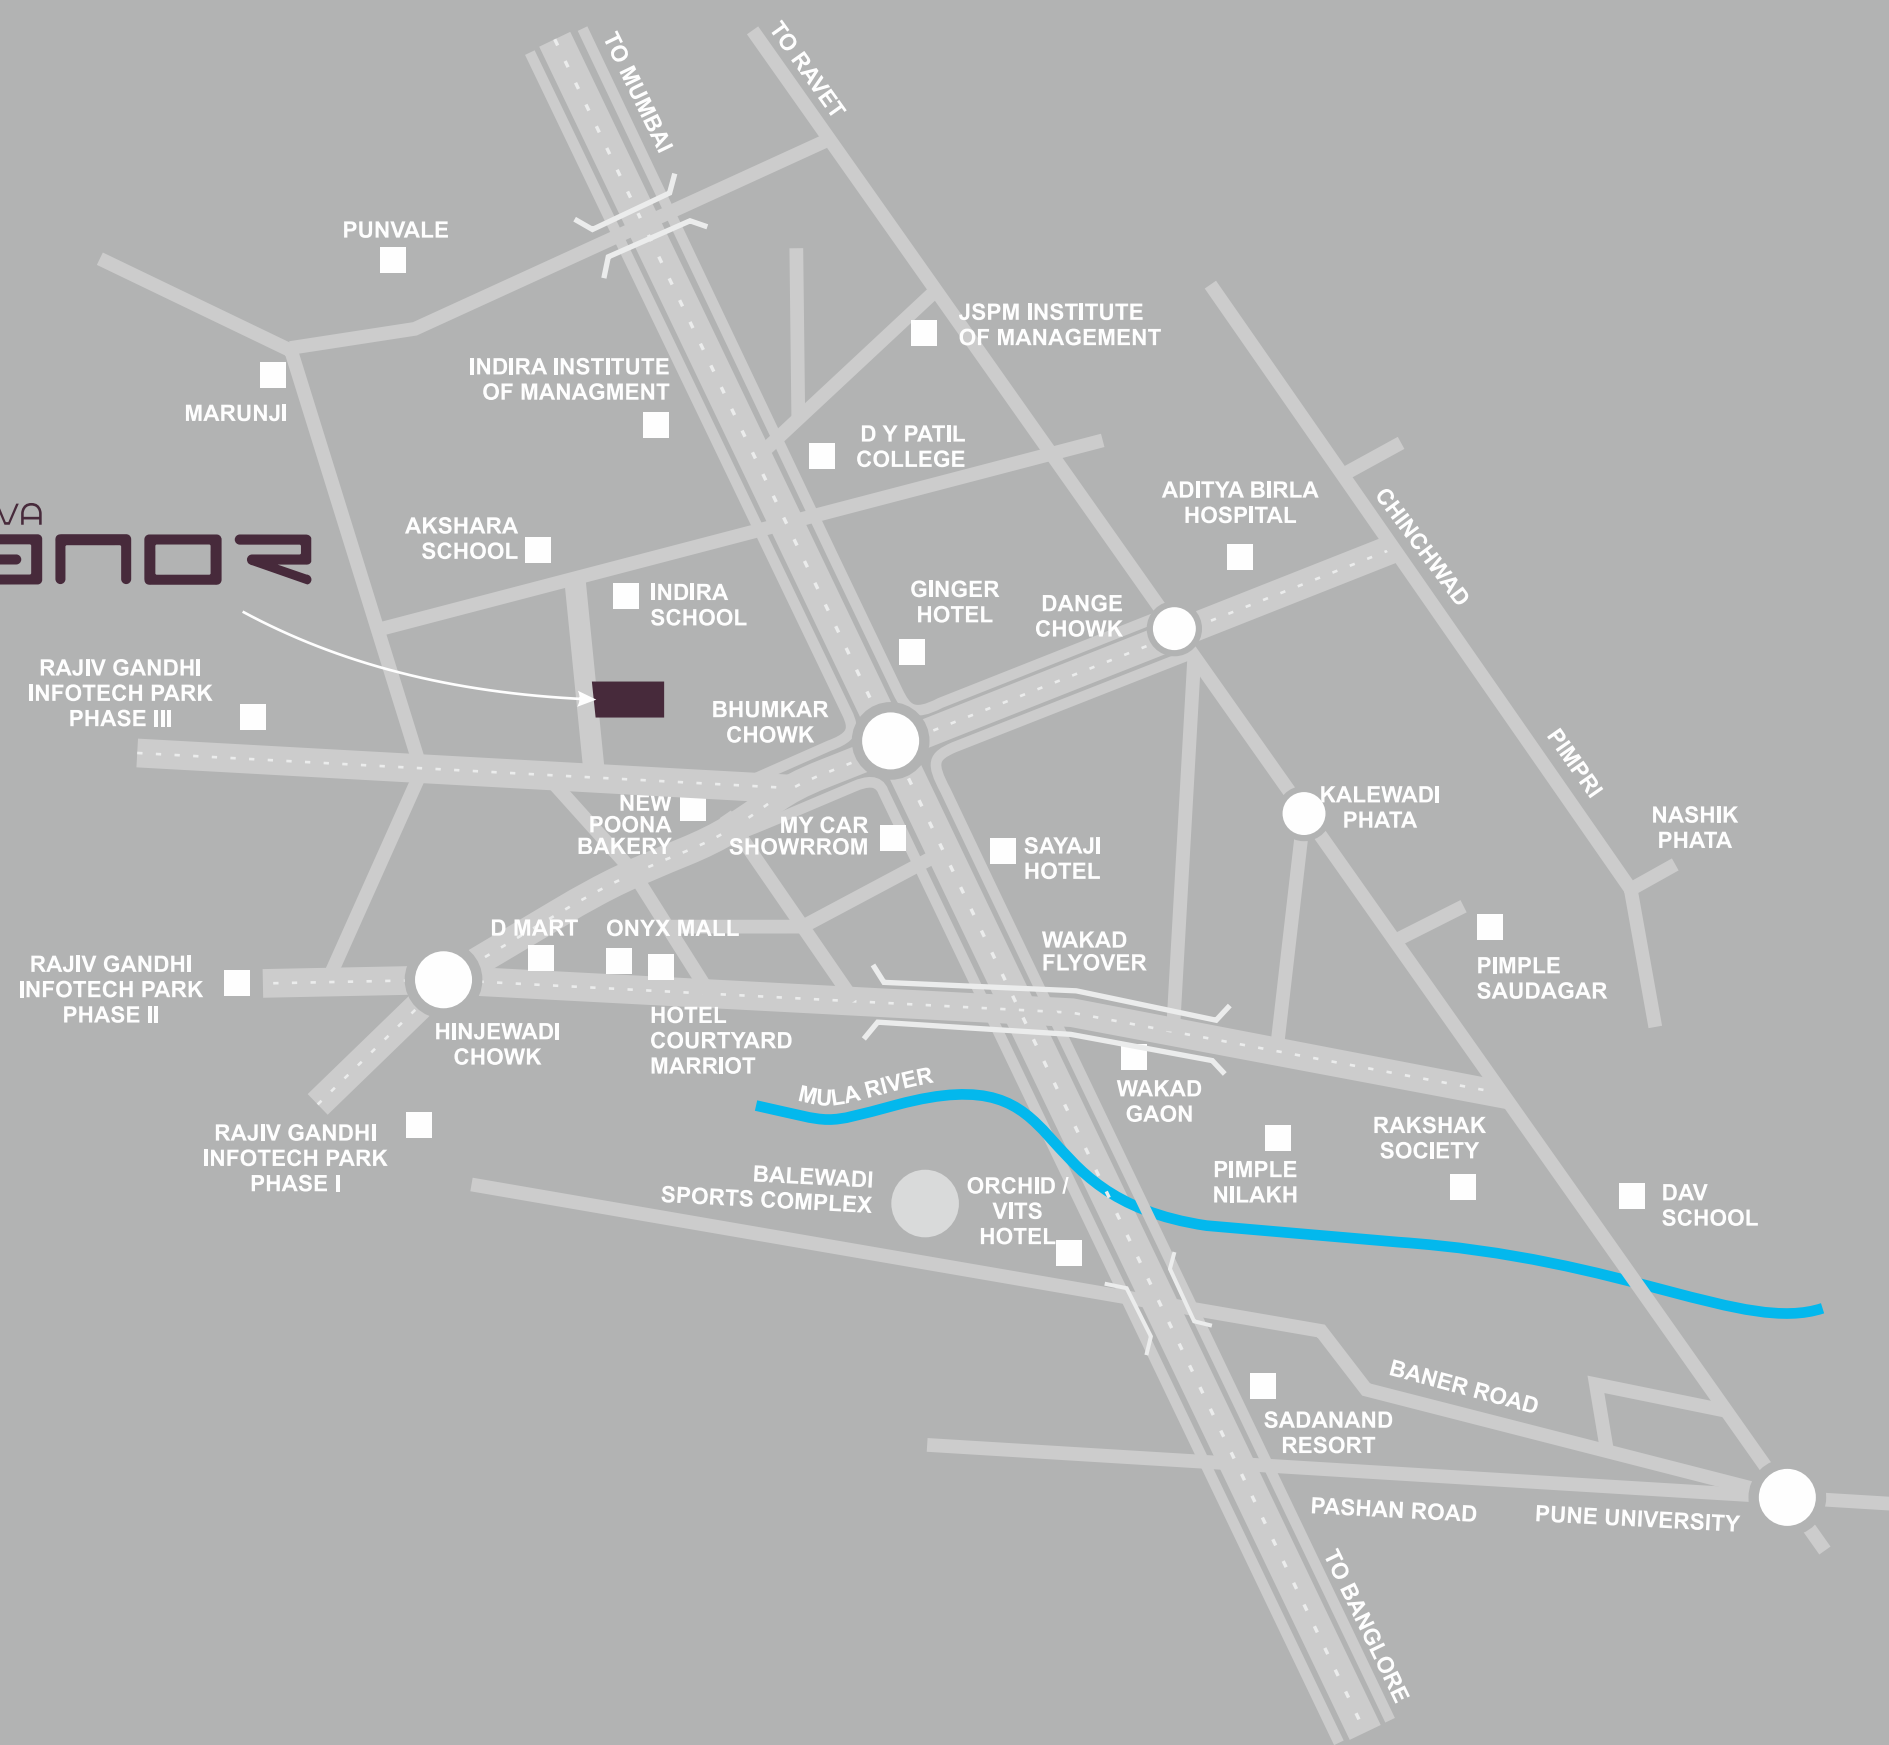 TO MUMBAI
TO RAVET
PUNVALE
JSPM INSTITUTE
OF MANAGEMENT
INDIRA INSTITUTE
OF MANAGMENT
MARUNJI
D Y PATIL
COLLEGE
ADITYA BIRLA
HOSPITAL
CHINCHWAD
AKSHARA
SCHOOL
INDIRA
SCHOOL
GINGER
HOTEL
DANGE
CHOWK
RAJIV GANDHI
INFOTECH PARK
PHASE III
BHUMKAR
CHOWK
PIMPRI
NEW
POONA
BAKERY
MY CAR
SHOWRROM
SAYAJI
HOTEL
KALEWADI
PHATA
NASHIK
PHATA
D MART
ONYX MALL
WAKAD
FLYOVER
RAJIV GANDHI
INFOTECH PARK
PHASE II
PIMPLE
SAUDAGAR
HINJEWADI
CHOWK
HOTEL
COURTYARD
MARRIOT
MULA RIVER
WAKAD
GAON
RAJIV GANDHI
INFOTECH PARK
PHASE I
RAKSHAK
SOCIETY
BALEWADI
SPORTS COMPLEX
ORCHID /
VITS
HOTEL
PIMPLE
NILAKH
DAV
SCHOOL
BANER ROAD
SADANAND
RESORT
PASHAN ROAD
PUNE UNIVERSITY
TO BANGLORE